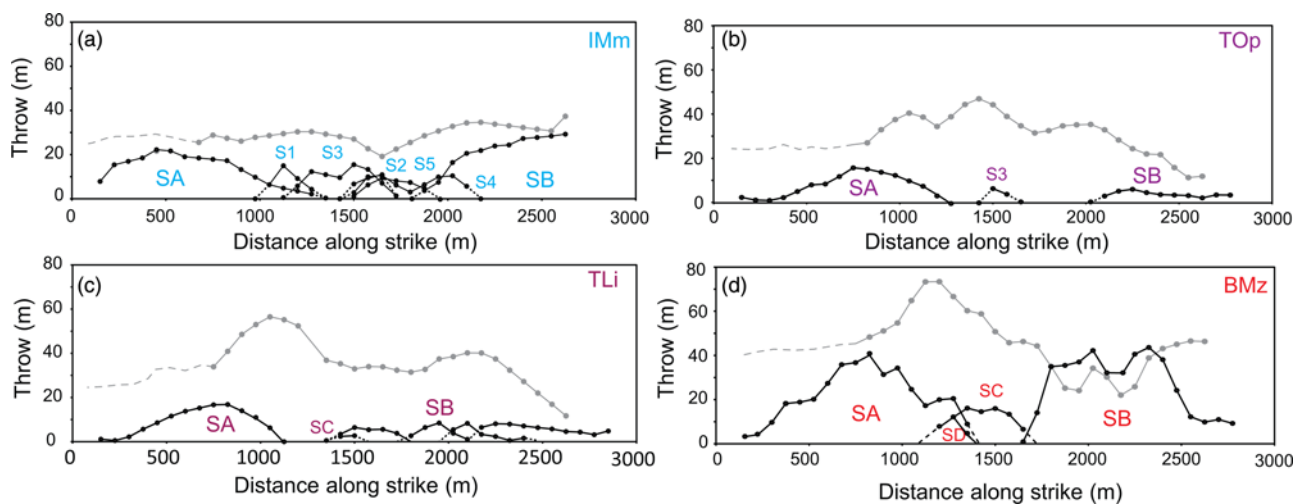 (a)
IMm
Throw (m)
80
60
40
20
0
S1
S3
S2
S5
S4
SA
SB
0 500 1000 1500 2000 2500 3000
Distance along strike (m)
(b)
TOp
Throw (m)
80
60
40
20
0
SA
S3
SB
0 500 1000 1500 2000 2500 3000
Distance along strike (m)
(c)
TLi
Throw (m)
80
60
40
20
0
SA
SC
SB
0 500 1000 1500 2000 2500 3000
Distance along strike (m)
(d)
BMz
Throw (m)
80
60
40
20
0
SA
SC
SD
SB
0 500 1000 1500 2000 2500 3000
Distance along strike (m)